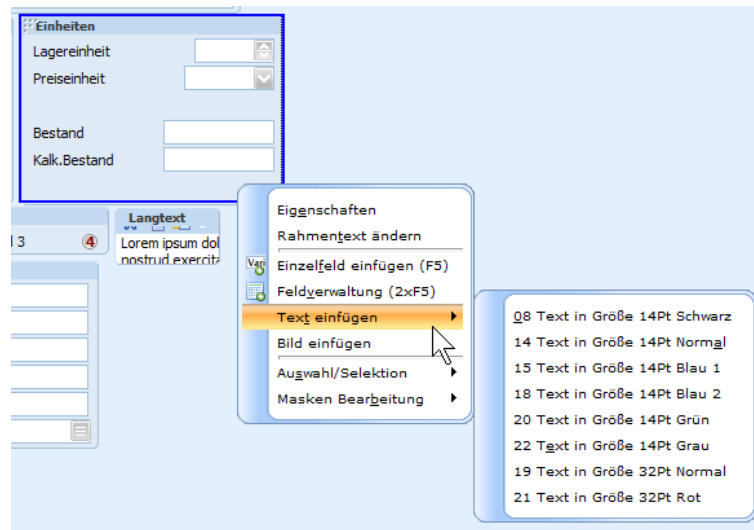 Einheiten
Lagereinheit
Preiseinheit
Bestand
Kalk.Bestand
3
4
Langtext
Lorem ipsum dol
nostrud exercita
Eigenschaften
Rahmentext ändern
Vari
Einzelfeld einfügen (F5)
Feldverwaltung (2xF5)
Text einfügen
Bild einfügen
Auswahl/Selektion
Masken Bearbeitung
08 Text in Größe 14Pt Schwarz
14 Text in Größe 14Pt Normal
15 Text in Größe 14Pt Blau 1
18 Text in Größe 14Pt Blau 2
20 Text in Größe 14Pt Grün
22 Text in Größe 14Pt Grau
19 Text in Größe 32Pt Normal
21 Text in Größe 32Pt Rot